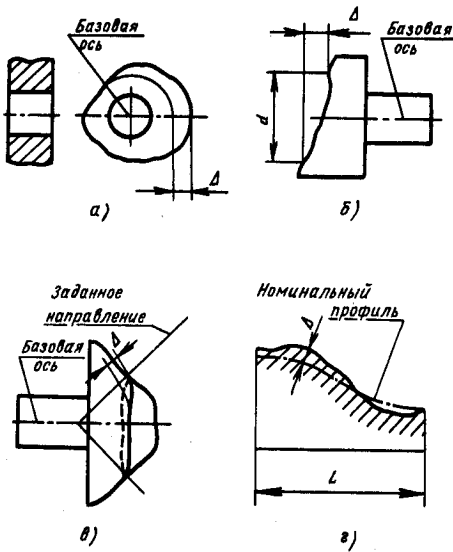 Базовая
ось
Δ
а)
Δ
Базовая
ось
d
б)
Заданное
направление
Базовая
ось
Δ
в)
Номинальный
профиль
Δ
L
г)